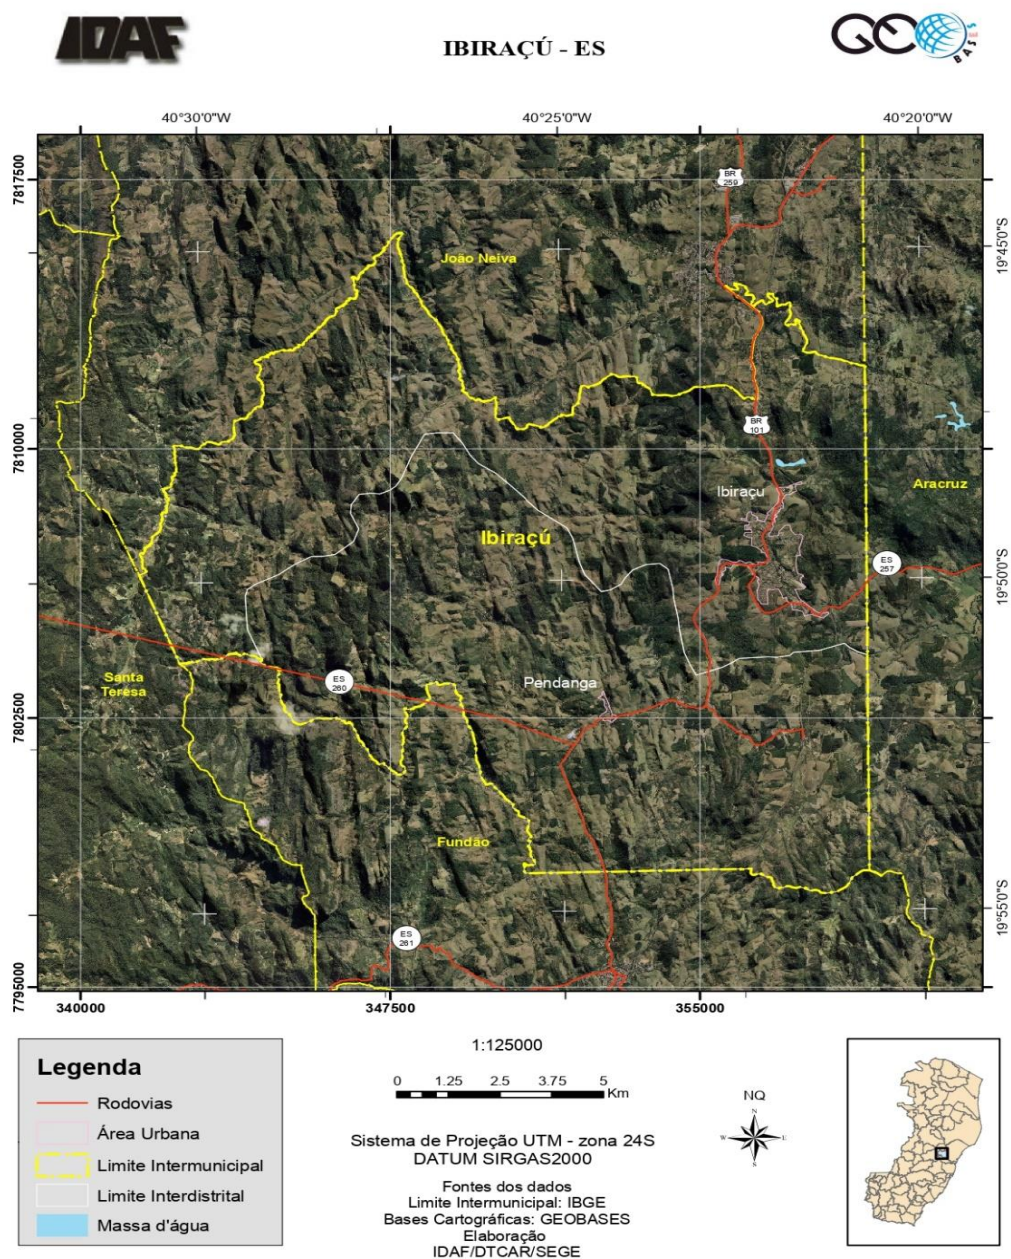 IDAF
IBIRAÇÚ - ES
GEO
BASES
40°30'0"W
40°25'0"W
40°20'0"W
7817500
BR
259
19°45'0"S
João Neiva
7810000
BR
101
Ibiraçu
Aracruz
Ibiraçú
ES
257
19°50'0"S
Santa
Teresa
ES
260
Pendanga
7802500
Fundão
19°55'0"S
ES
261
7795000
340000
347500
355000
Legenda
Rodovias
Área Urbana
Limite Intermunicipal
Limite Interdistrital
Massa d'água
1:125000
0 1.25 2.5 3.75 5
Km
Sistema de Projeção UTM - zona 24S
DATUM SIRGAS2000
Fontes dos dados
Limite Intermunicipal: IBGE
Bases Cartográficas: GEOBASES
Elaboração
IDAF/DTCAR/SEGE
NQ
N
W E
S